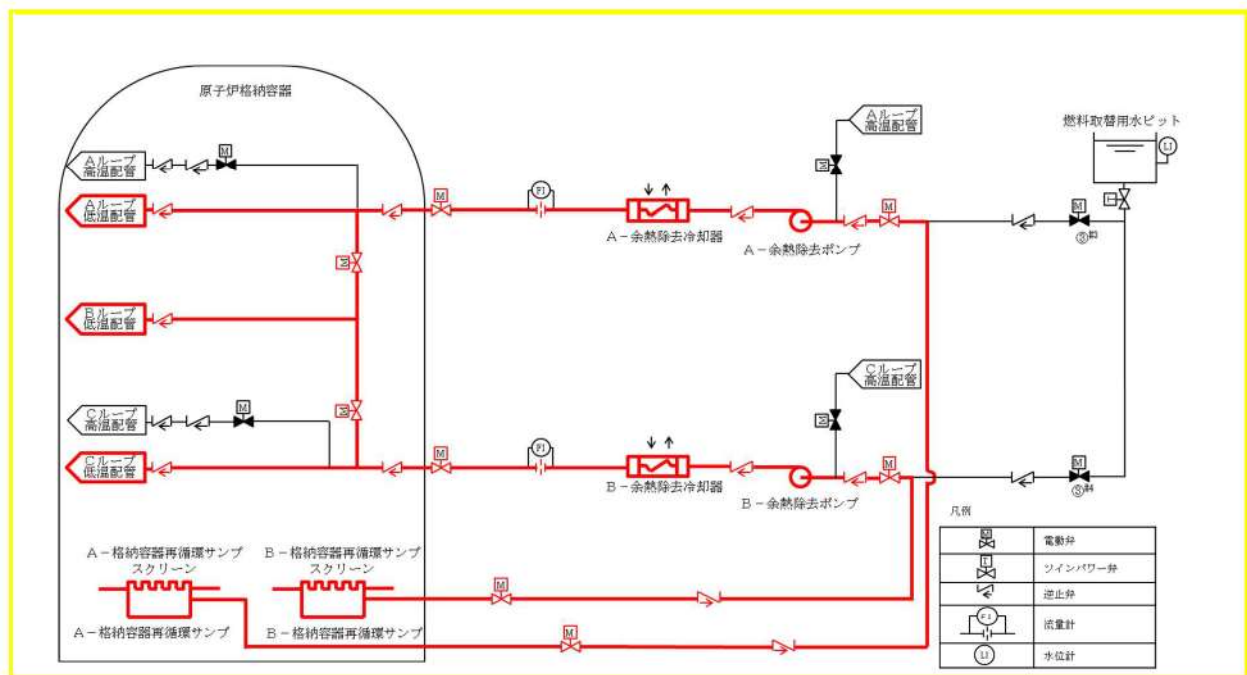 原子炉格納容器
Aループ
高温配管
M
Aループ
低温配管
M
Bループ
低温配管
M
Cループ
高温配管
M
Cループ
低温配管
M
FI
A-余熱除去冷却器
A-余熱除去ポンプ
M
Aループ
高温配管
M
M
FI
B-余熱除去冷却器
B-余熱除去ポンプ
M
Cループ
高温配管
M
燃料取替用水ピット
LI
T
M
M
A-格納容器再循環サンプ
スクリーン
B-格納容器再循環サンプ
スクリーン
A-格納容器再循環サンプ
B-格納容器再循環サンプ
M
M
凡例
M
電動弁
T
ツインパワー弁
逆止弁
FI
流量計
LI
水位計